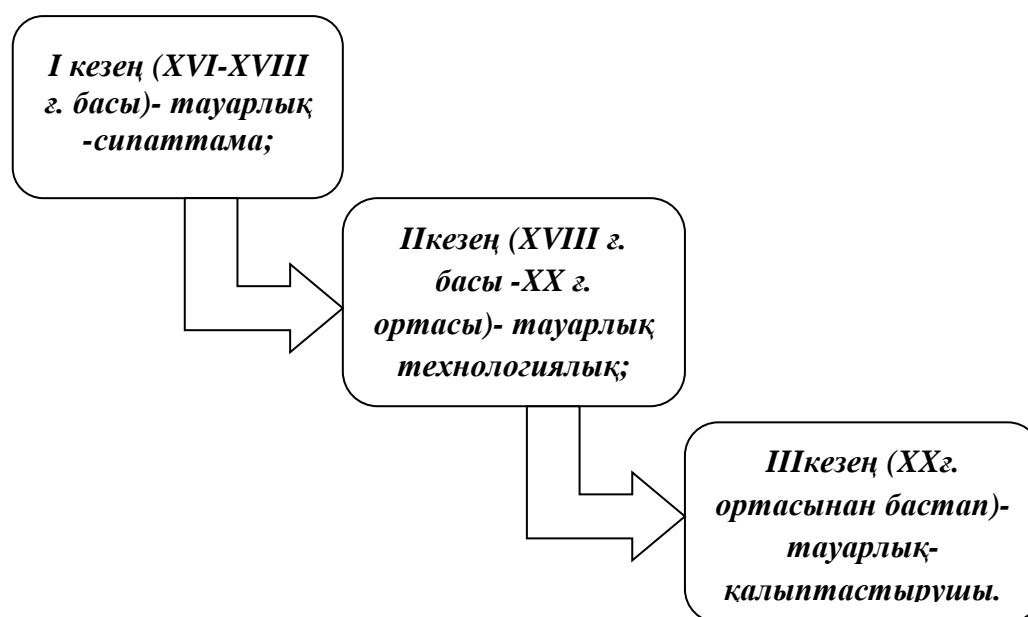 I кезең (XVI-XVIII
ғ. басы)- тауарлық
-сипаттама;
IIкезең (XVIII ғ.
басы -XX ғ.
ортасы)- тауарлық
технологиялық;
IIIкезең (XXғ.
ортасынан бастап)-
тауарлық-
қалыптастырушы.